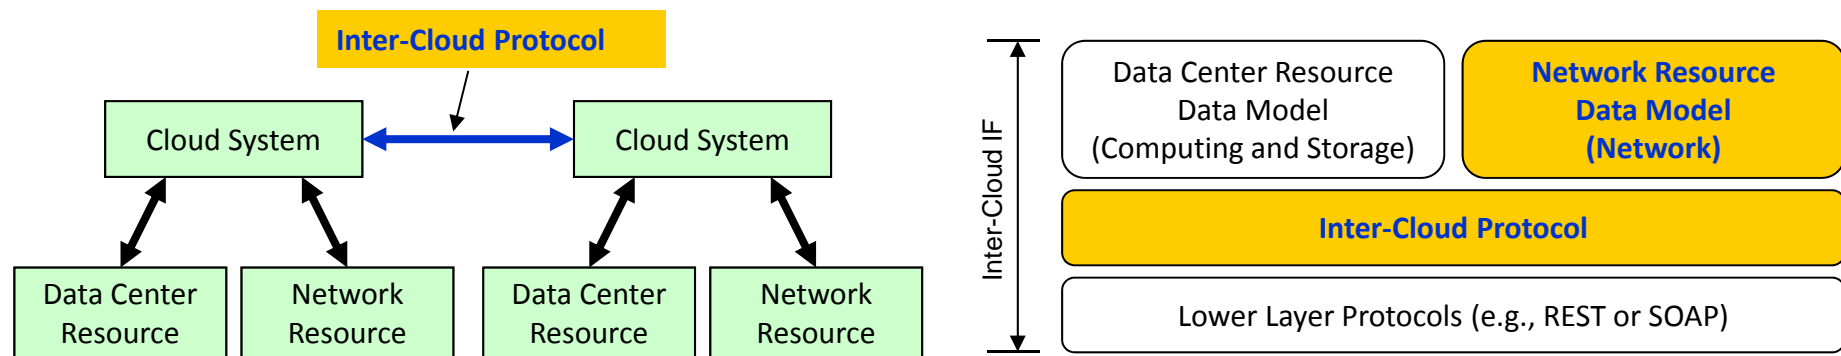 Inter-Cloud Protocol
Cloud System
Cloud System
Data Center
Resource
Network
Resource
Data Center
Resource
Network
Resource
Inter-Cloud IF
Data Center Resource
Data Model
(Computing and Storage)
Network Resource
Data Model
(Network)
Inter-Cloud Protocol
Lower Layer Protocols (e.g., REST or SOAP)